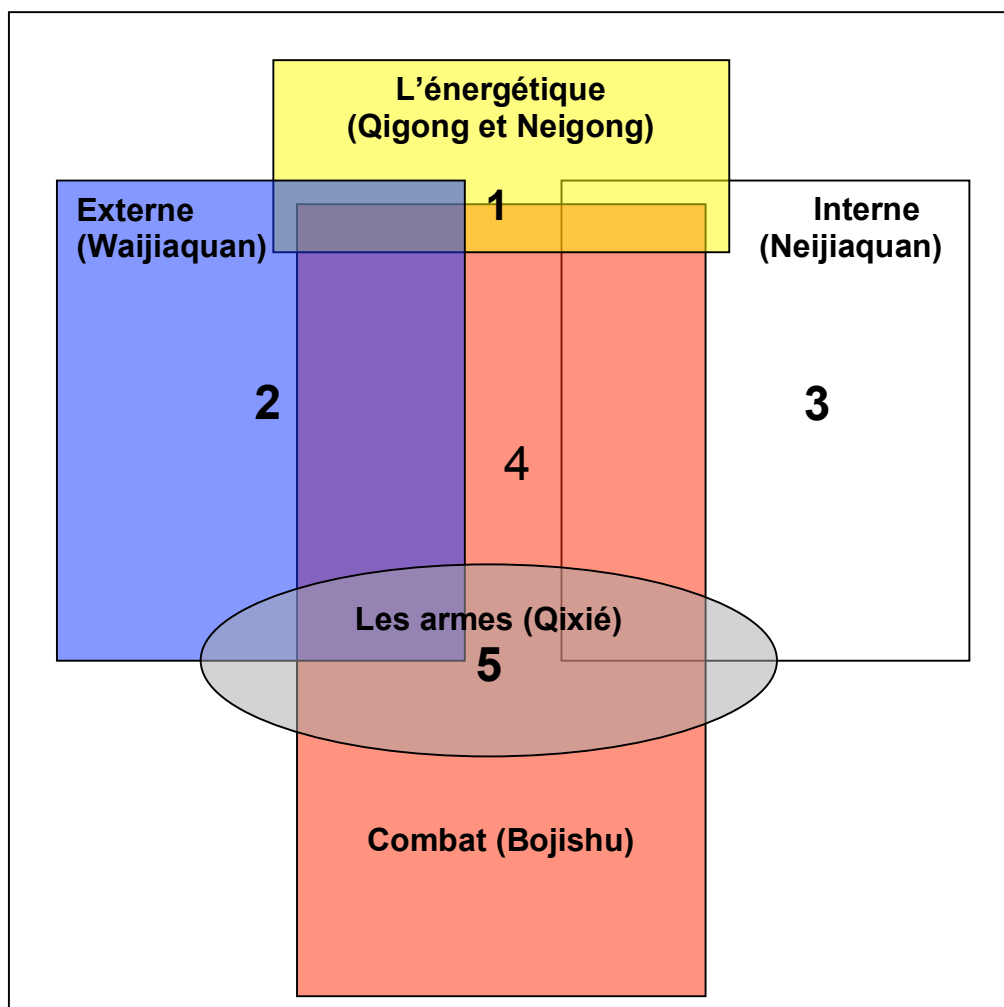 L'énergétique
(Qigong et Neigong)
1
Externe
(Waijiaquan)
Interne
(Neijiaquan)
2
3
4
Les armes (Qixié)
5
Combat (Bojishu)